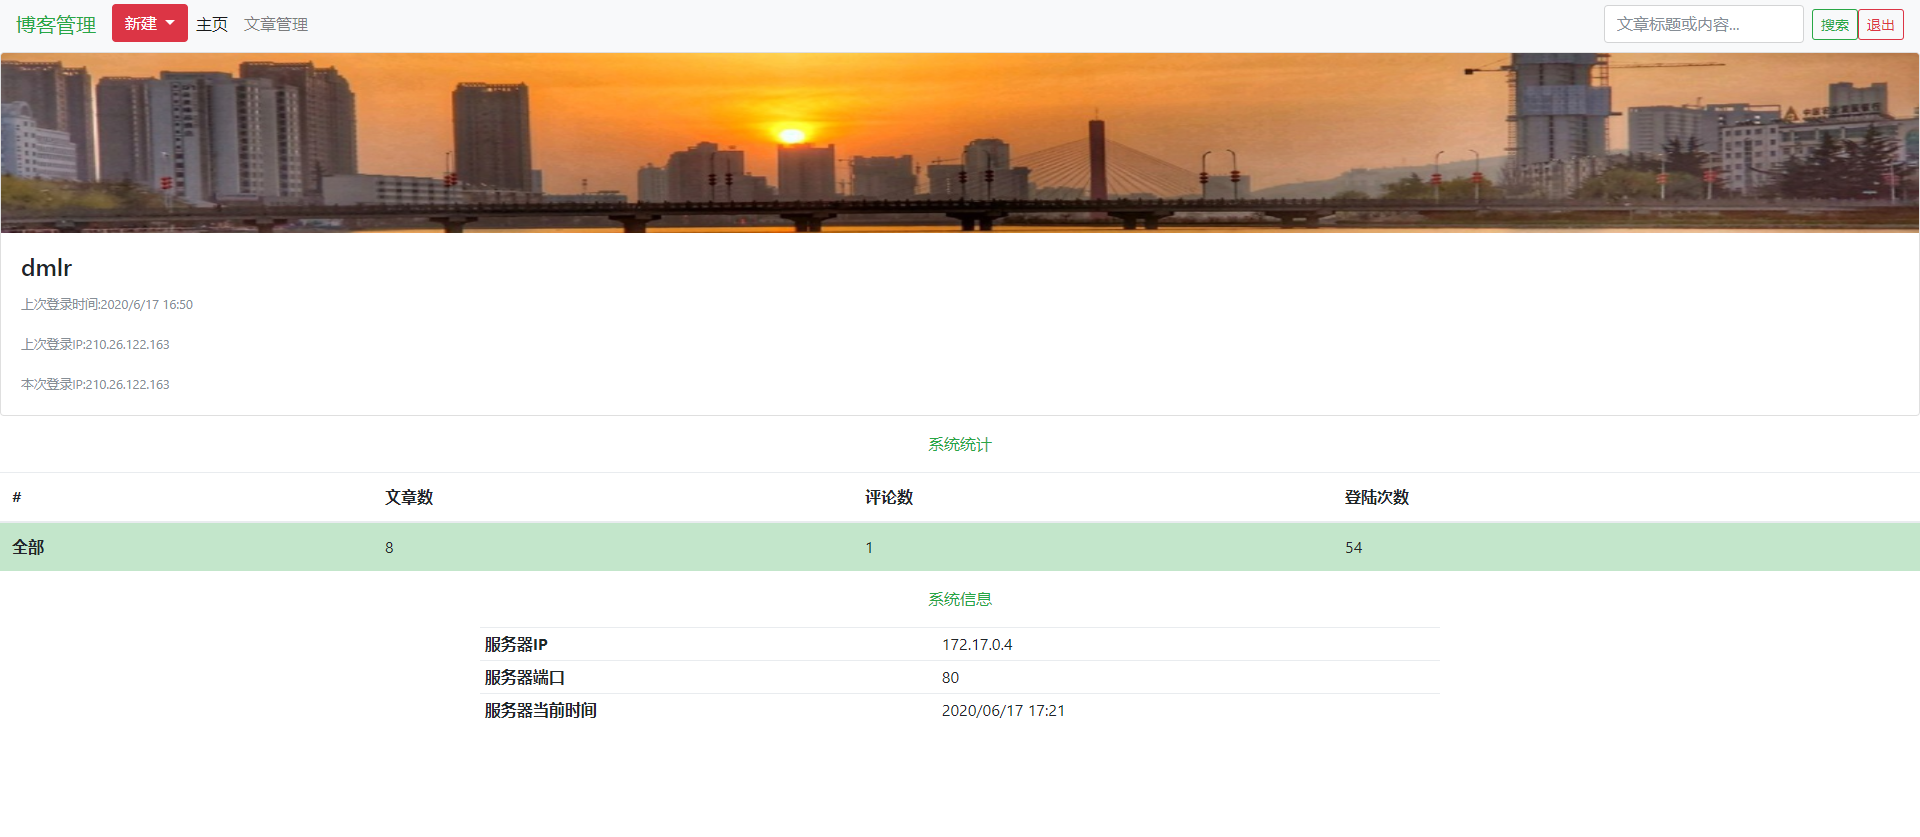 博客管理 新建 主页 文章管理 文章标题或内容... 搜索 退出
dmlr
上次登录时间:2020/6/17 16:50
上次登录IP:210.26.122.163
本次登录IP:210.26.122.163
系统统计
# 文章数 评论数 登陆次数
全部 8 1 54
系统信息
服务器IP 172.17.0.4
服务器端口 80
服务器当前时间 2020/06/17 17:21